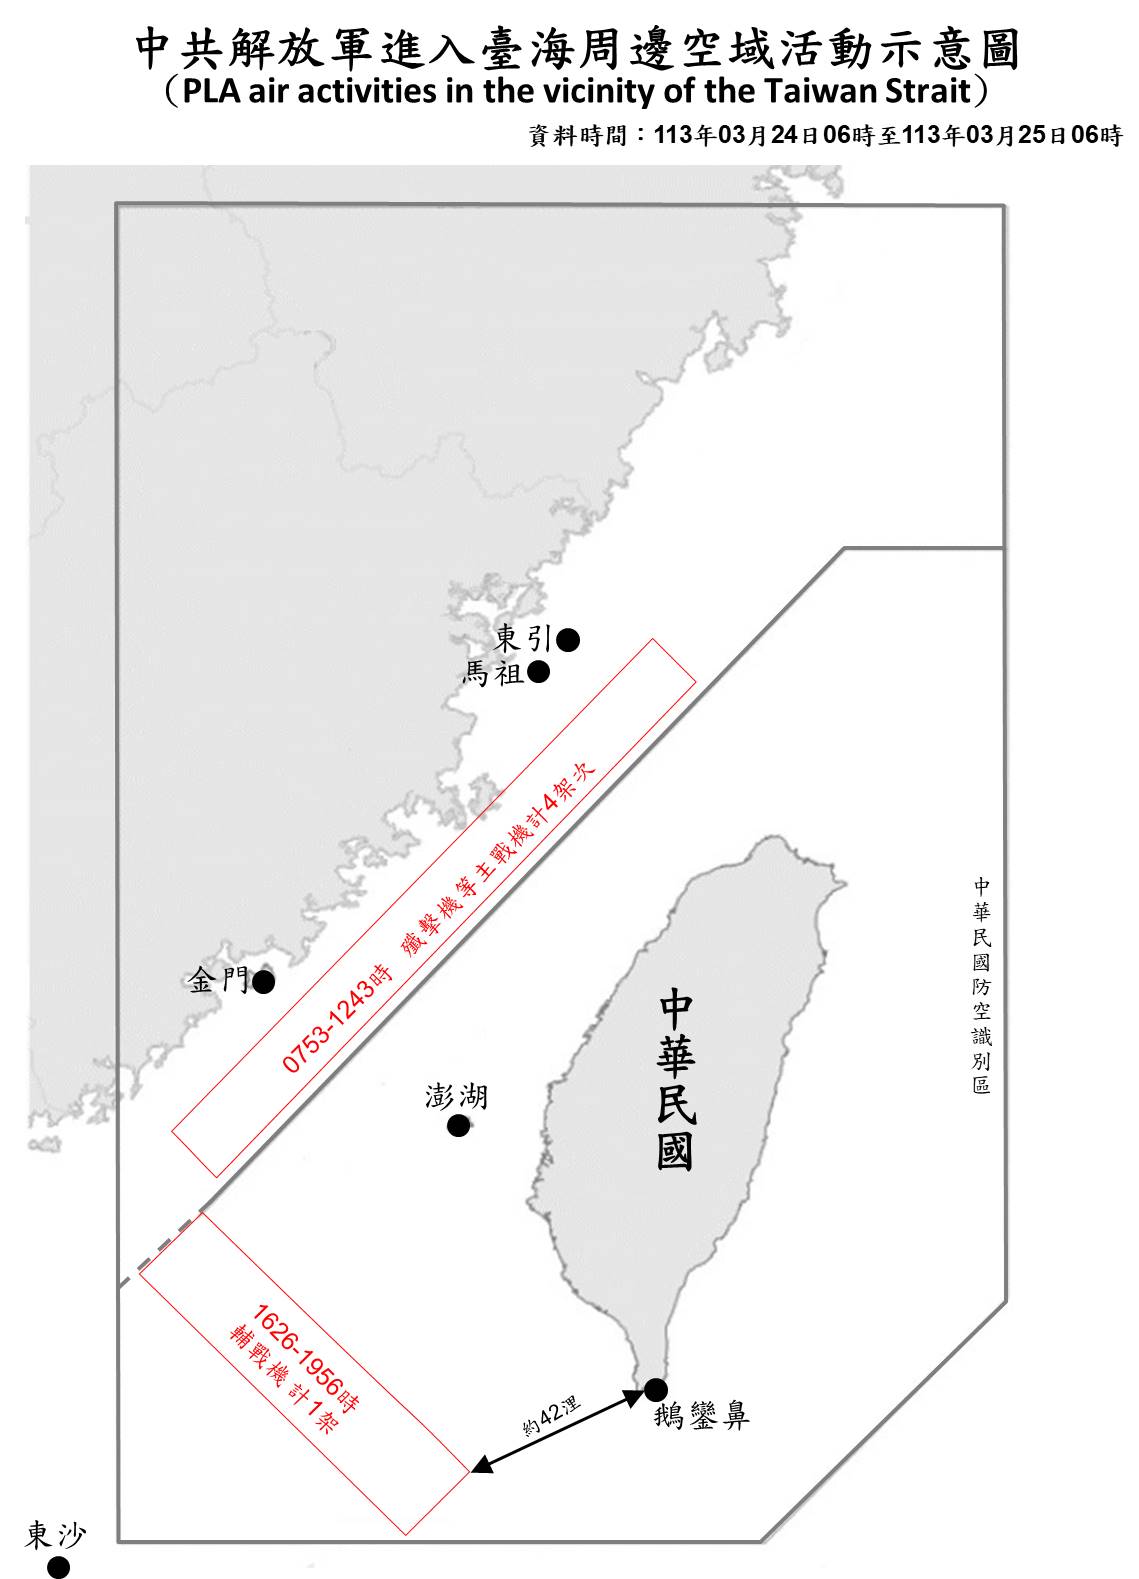 中共解放軍進入臺海周邊空域活動示意圖
（PLA air activities in the vicinity of the Taiwan Strait）
資料時間：113年03月24日06時至113年03月25日06時
東引
馬祖
0753-1243時 殲擊機等主戰機計4架次
中華民國防空識別區
金門
中華民國
澎湖
1626-1956時
輔戰機計1架
約42浬
鵝鑾鼻
東沙